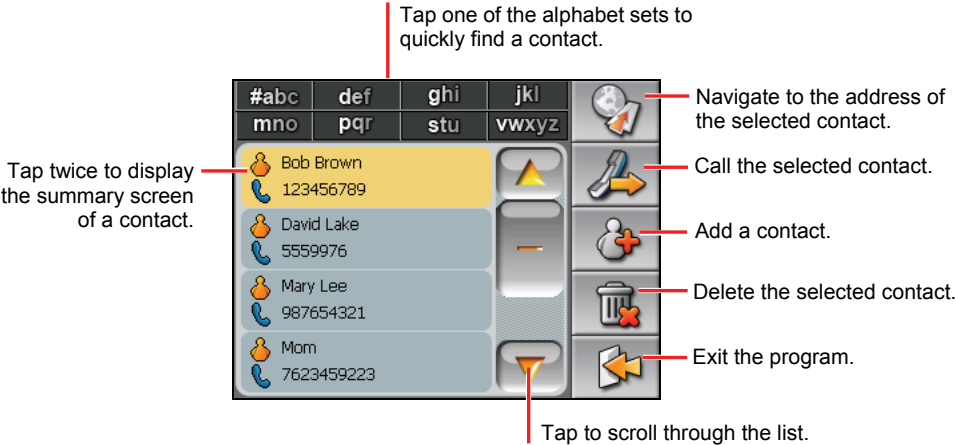 Tap one of the alphabet sets to
quickly find a contact.
#abc def ghi jkl
mno pqr stu vwxyz
Navigate to the address of
the selected contact.
Tap twice to display
the summary screen
of a contact.
Bob Brown
123456789
Call the selected contact.
David Lake
5559976
Add a contact.
Mary Lee
987654321
Delete the selected contact.
Mom
7623459223
Exit the program.
Tap to scroll through the list.